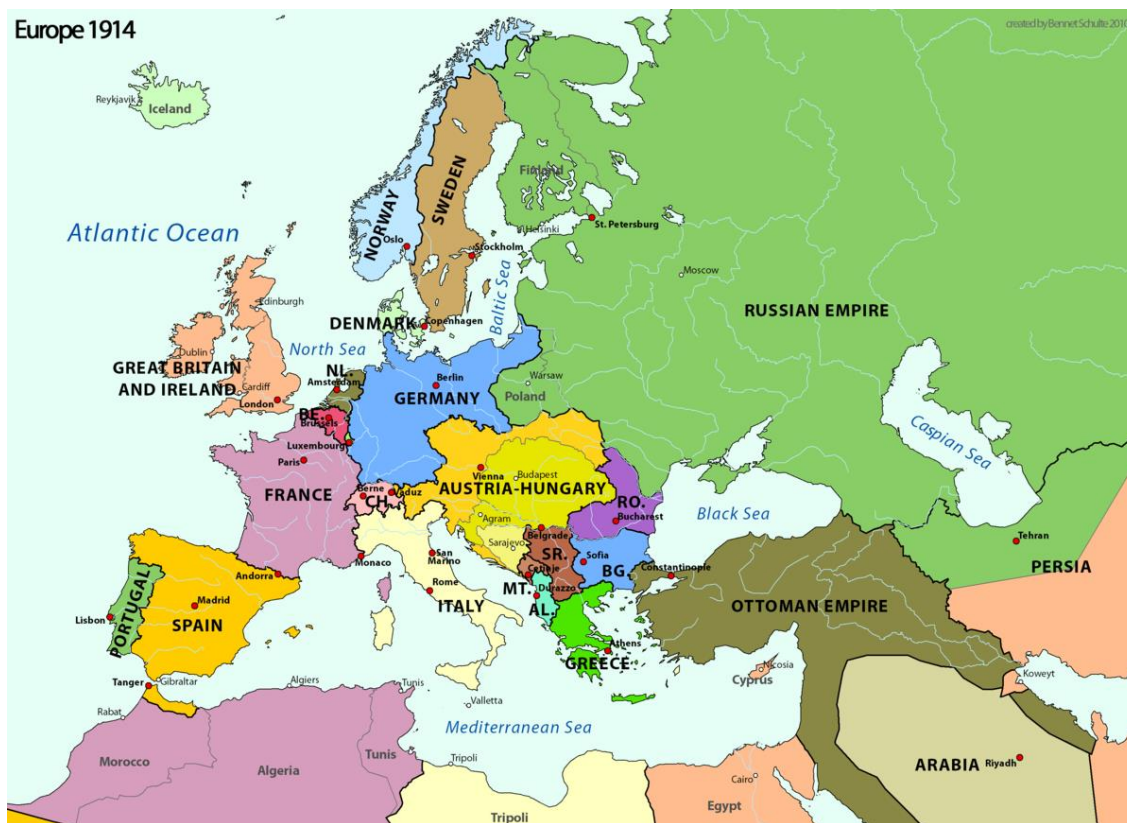 Europe 1914
created by Bennet Schulte 2010
Reykjavik
Iceland
Atlantic Ocean
NORWAY
SWEDEN
Finland
Oslo
Stockholm
Helsinki
St. Petersburg
Moscow
RUSSIAN EMPIRE
Baltic Sea
Edinburgh
DENMARK
Copenhagen
North Sea
Dublin
GREAT BRITAIN
AND IRELAND
Cardiff
London
NL.
Amsterdam
Berlin
GERMANY
Warsaw
Poland
BE.
Brussels
Luxembourg
Paris
FRANCE
Berne
CH.
Vaduz
Vienna
Budapest
AUSTRIA-HUNGARY
Agram
Sarajevo
Belgrade
RO.
Bucharest
Black Sea
Caspian Sea
SR.
Sofia
BG.
Constantinople
Cetinje
MT.
Durazzo
AL.
Monaco
San
Marino
Rome
ITALY
Andorra
PORTUGAL
Madrid
SPAIN
Lisbon
Athens
GREECE
OTTOMAN EMPIRE
Tehran
PERSIA
Nicosia
Cyprus
Koweyt
Tanger
Gibraltar
Algiers
Tunis
Valletta
Rabat
Mediterranean Sea
Morocco
Algeria
Tunis
Tripoli
Tripoli
Cairo
Egypt
ARABIA
Riyadh